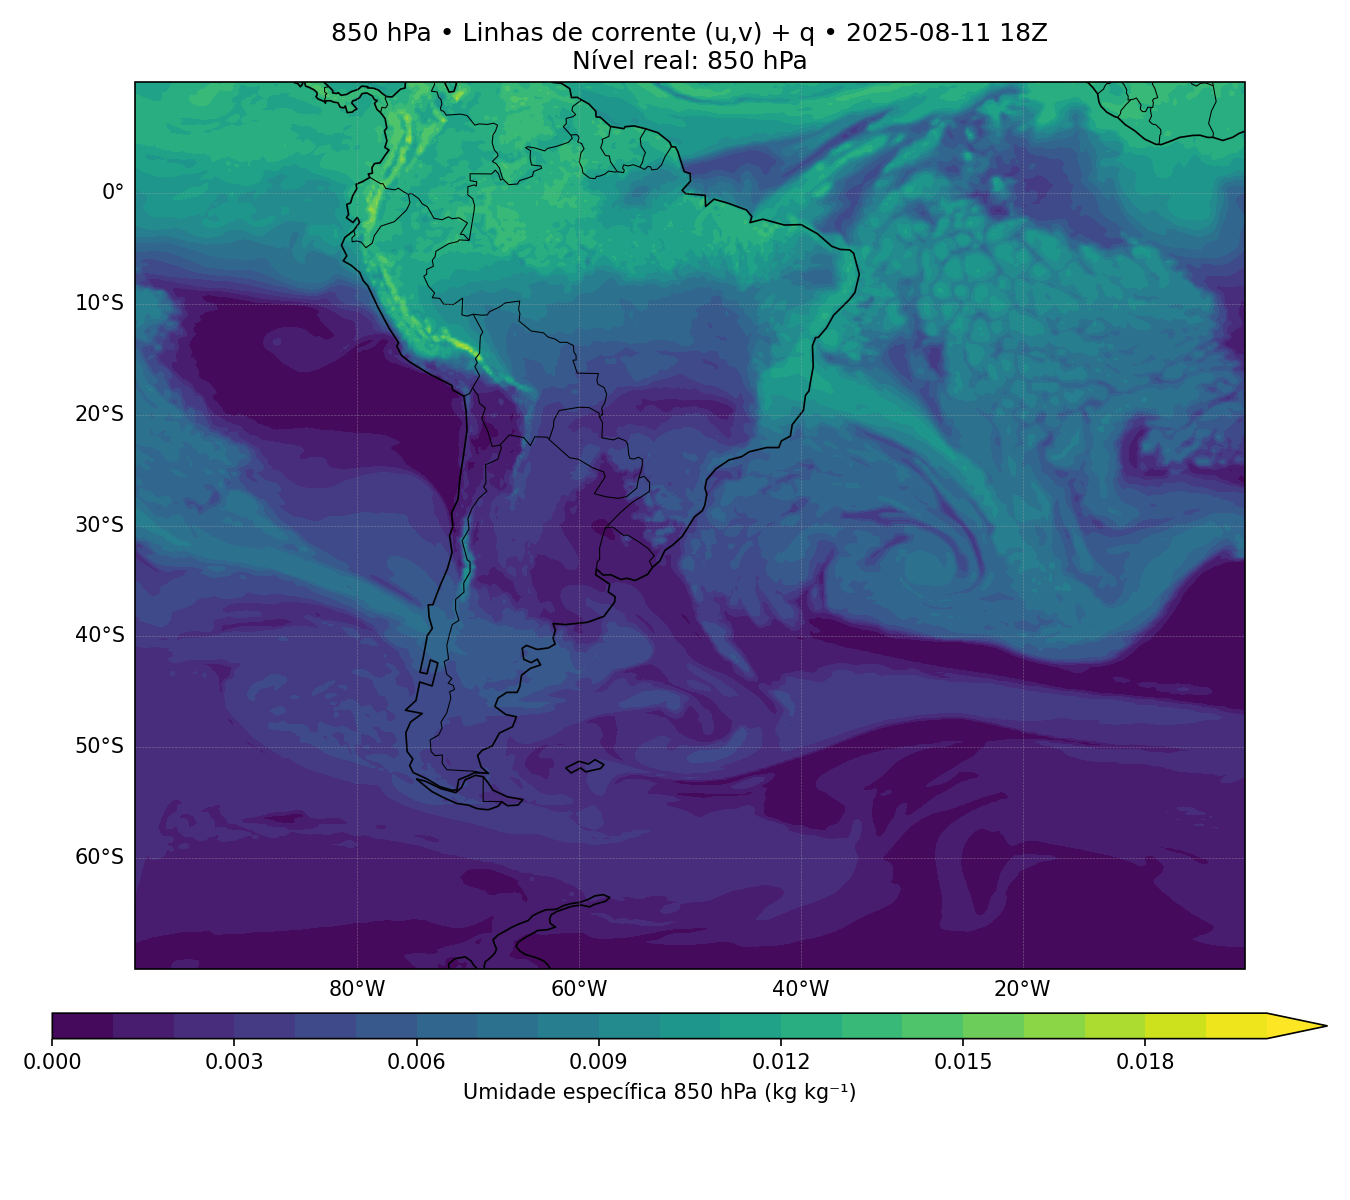 850 hPa • Linhas de corrente (u,v) + q • 2025-08-11 18Z
Nível real: 850 hPa
0°
10°S
20°S
30°S
40°S
50°S
60°S
80°W 60°W 40°W 20°W
0.000 0.003 0.006 0.009 0.012 0.015 0.018
Umidade específica 850 hPa (kg kg⁻¹)